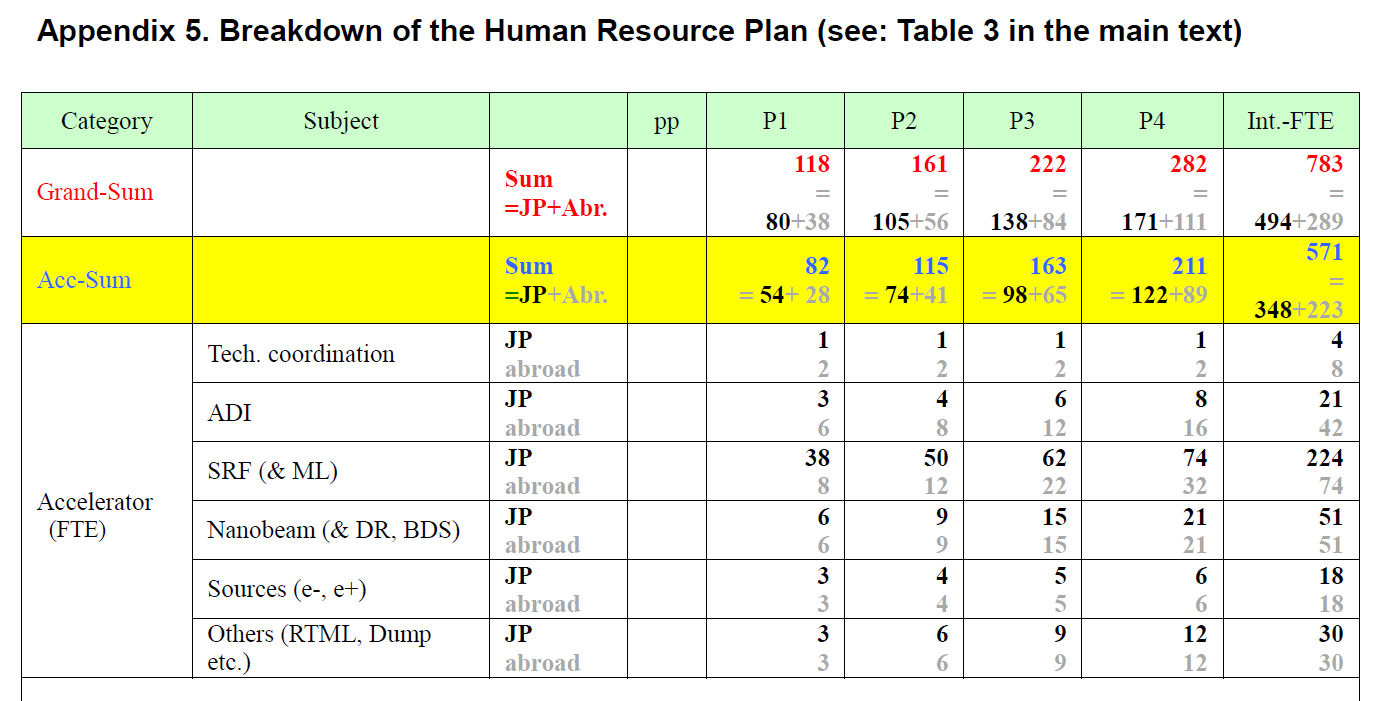 Appendix 5. Breakdown of the Human Resource Plan (see: Table 3 in the main text)
Category Subject pp P1 P2 P3 P4 Int.-FTE
Grand-Sum
Sum
=JP+Abr.
118
=
80+38
161
=
105+56
222
=
138+84
282
=
171+111
783
=
494+289
Acc-Sum
Sum
=JP+Abr.
82
= 54+ 28
115
= 74+41
163
= 98+65
211
= 122+89
571
=
348+223
Accelerator
(FTE)
Tech. coordination
JP 1 1 1 1 4
abroad 2 2 2 2 8
ADI
JP 3 4 6 8 21
abroad 6 8 12 16 42
SRF (& ML)
JP 38 50 62 74 224
abroad 8 12 22 32 74
Nanobeam (& DR, BDS)
JP 6 9 15 21 51
abroad 6 9 15 21 51
Sources (e-, e+)
JP 3 4 5 6 18
abroad 3 4 5 6 18
Others (RTML, Dump
etc.)
JP 3 6 9 12 30
abroad 3 6 9 12 30